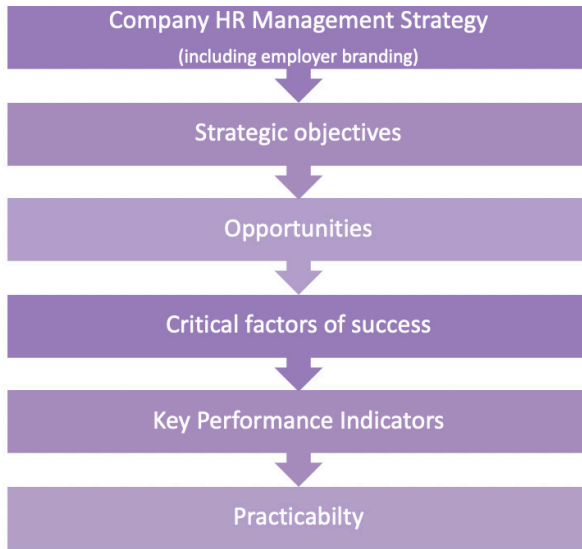 Company HR Management Strategy
(including employer branding)
Strategic objectives
Opportunities
Critical factors of success
Key Performance Indicators
Practicabilty